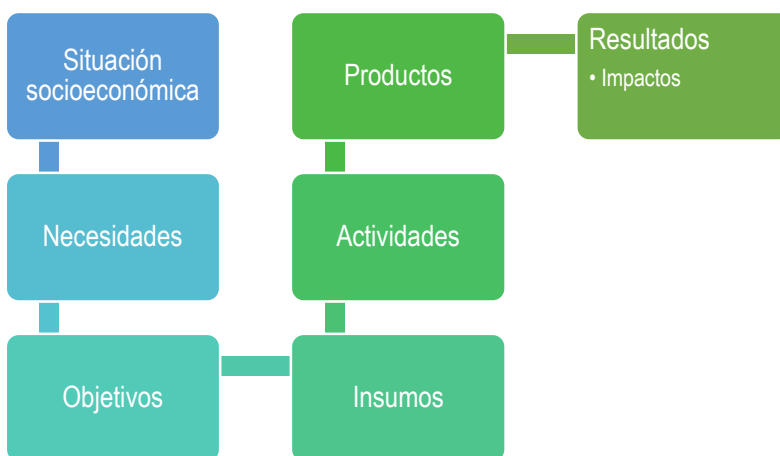 Situación
socioeconómica
Necesidades
Objetivos
Insumos
Actividades
Productos
Resultados
• Impactos